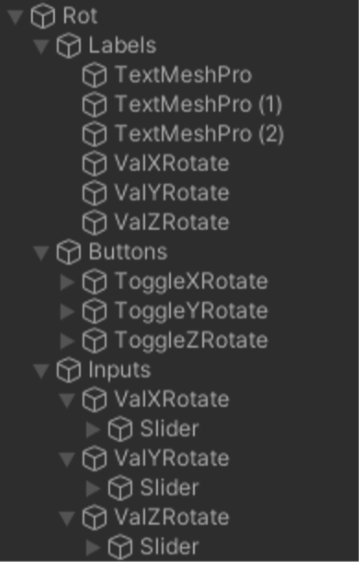 Rot
Labels
TextMeshPro
TextMeshPro (1)
TextMeshPro (2)
ValXRotate
ValYRotate
ValZRotate
Buttons
ToggleXRotate
ToggleYRotate
ToggleZRotate
Inputs
ValXRotate
Slider
ValYRotate
Slider
ValZRotate
Slider